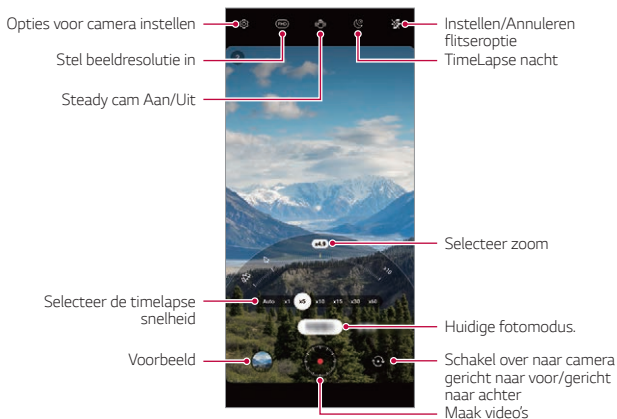 Opties voor camera instellen
Stel beeldresolutie in
Steady cam Aan/Uit
Instellen/Annuleren
flitseroptie
TimeLapse nacht
FHD
x4.9
x10
Selecteer zoom
Auto x1 x5 x10 x15 x30 x60
Selecteer de timelapse
snelheid
Huidige fotomodus.
Voorbeeld
Schakel over naar camera
gericht naar voor/gericht
naar achter
Maak video's